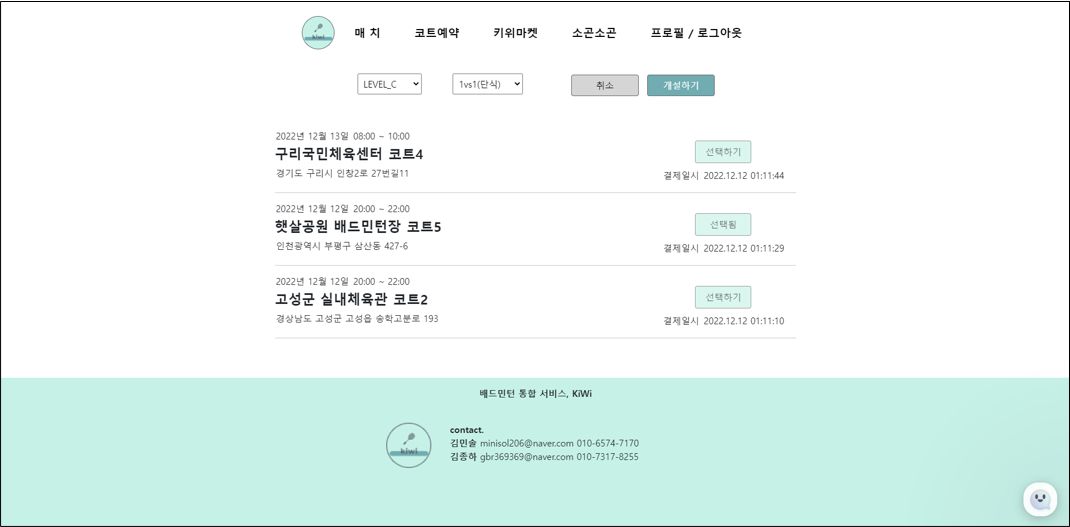 kiwi
매 치 코트예약 키위마켓 소곤소곤 프로필 / 로그아웃
LEVEL_C 1vs1(단식) 취소 개설하기
2022년 12월 13일 08:00 ~ 10:00
구리국민체육센터 코트4
경기도 구리시 인창2로 27번길11
선택하기
결제일시 2022.12.12 01:11:44
2022년 12월 12일 20:00 ~ 22:00
햇살공원 배드민턴장 코트5
인천광역시 부평구 삼산동 427-6
선택됨
결제일시 2022.12.12 01:11:29
2022년 12월 12일 20:00 ~ 22:00
고성군 실내체육관 코트2
경상남도 고성군 고성읍 송학고분로 193
선택하기
결제일시 2022.12.12 01:11:10
배드민턴 통합 서비스, KiWi
kiwi
contact.
김민솔 minisol206@naver.com 010-6574-7170
김종하 gbr369369@naver.com 010-7317-8255